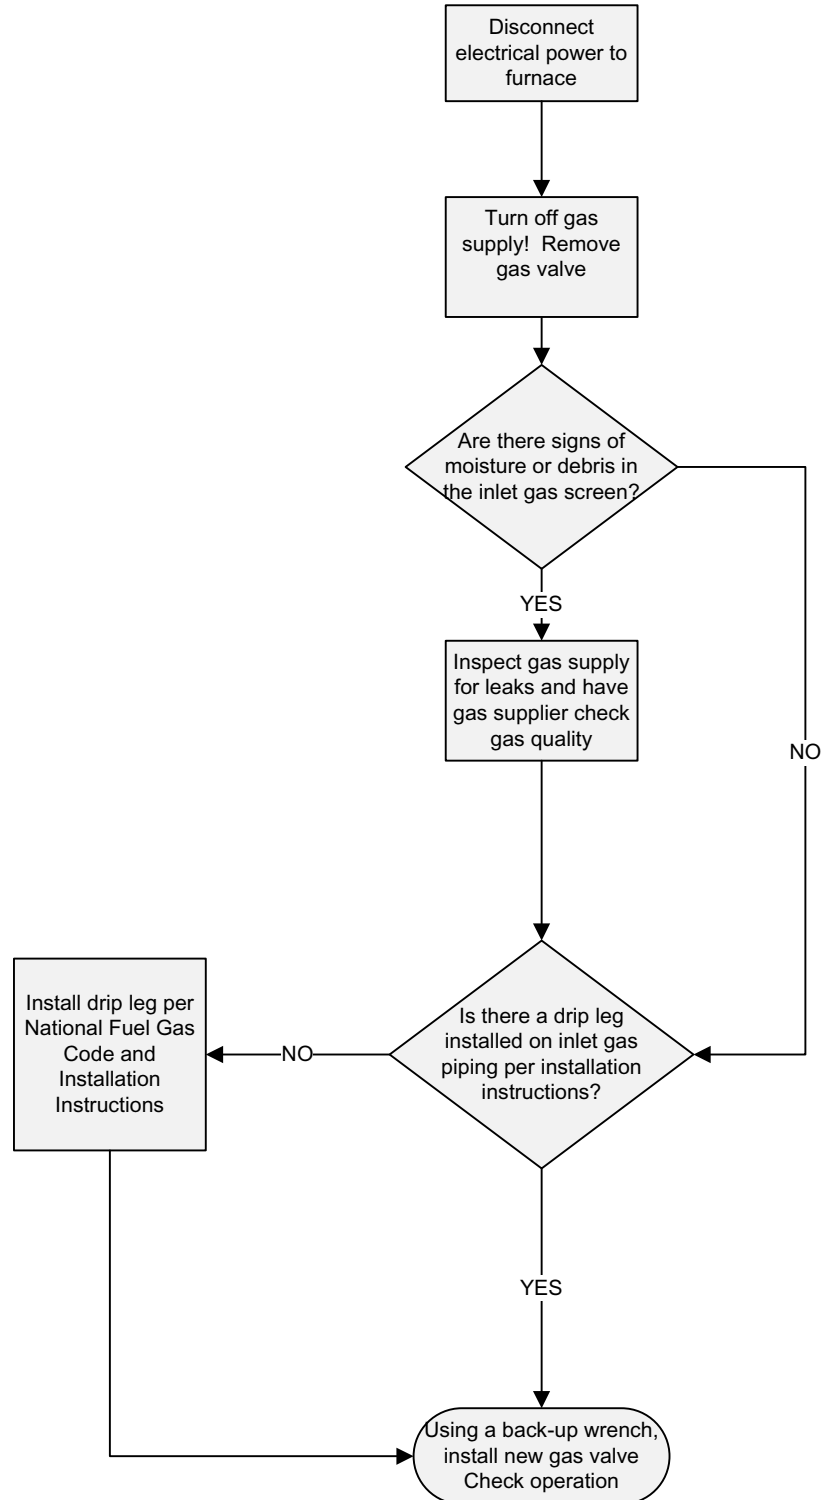 Disconnect
electrical power to
furnace
Turn off gas
supply!  Remove
gas valve
Are there signs of
moisture or debris in
the inlet gas screen?
YES
Inspect gas supply
for leaks and have
gas supplier check
gas quality
NO
Is there a drip leg
installed on inlet gas
piping per installation
instructions?
NO
Install drip leg per
National Fuel Gas
Code and
Installation
Instructions
YES
Using a back-up wrench,
install new gas valve
Check operation